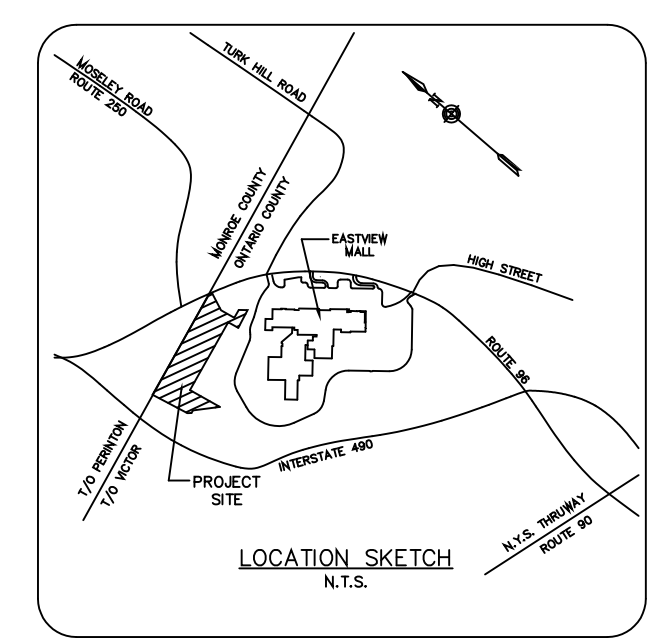 MOSELEY ROAD
ROUTE 250
TURK HILL ROAD
N
MONROE COUNTY
ONTARIO COUNTY
EASTVIEW
MALL
HIGH STREET
ROUTE 96
T/O PERINTON
T/O VICTOR
PROJECT
SITE
INTERSTATE 490
N.Y.S. THRUWAY
ROUTE 90
LOCATION SKETCH
N.T.S.